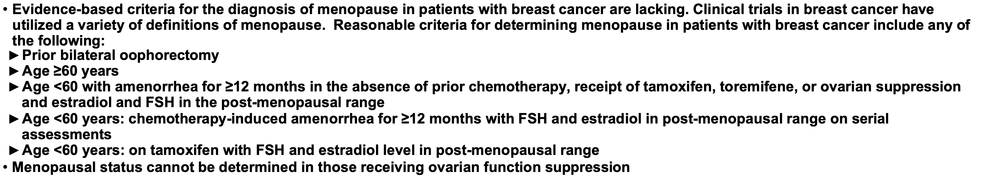 • Evidence-based criteria for the diagnosis of menopause in patients with breast cancer are lacking. Clinical trials in breast cancer have
utilized a variety of definitions of menopause.  Reasonable criteria for determining menopause in patients with breast cancer include any of
the following:
► Prior bilateral oophorectomy
► Age ≥60 years
► Age <60 with amenorrhea for ≥12 months in the absence of prior chemotherapy, receipt of tamoxifen, toremifene, or ovarian suppression
and estradiol and FSH in the post-menopausal range
► Age <60 years: chemotherapy-induced amenorrhea for ≥12 months with FSH and estradiol in post-menopausal range on serial
assessments
► Age <60 years: on tamoxifen with FSH and estradiol level in post-menopausal range
• Menopausal status cannot be determined in those receiving ovarian function suppression